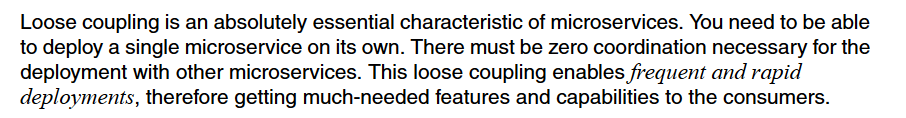 Loose coupling is an absolutely essential characteristic of microservices. You need to be able
to deploy a single microservice on its own. There must be zero coordination necessary for the
deployment with other microservices. This loose coupling enables frequent and rapid
deployments, therefore getting much-needed features and capabilities to the consumers.